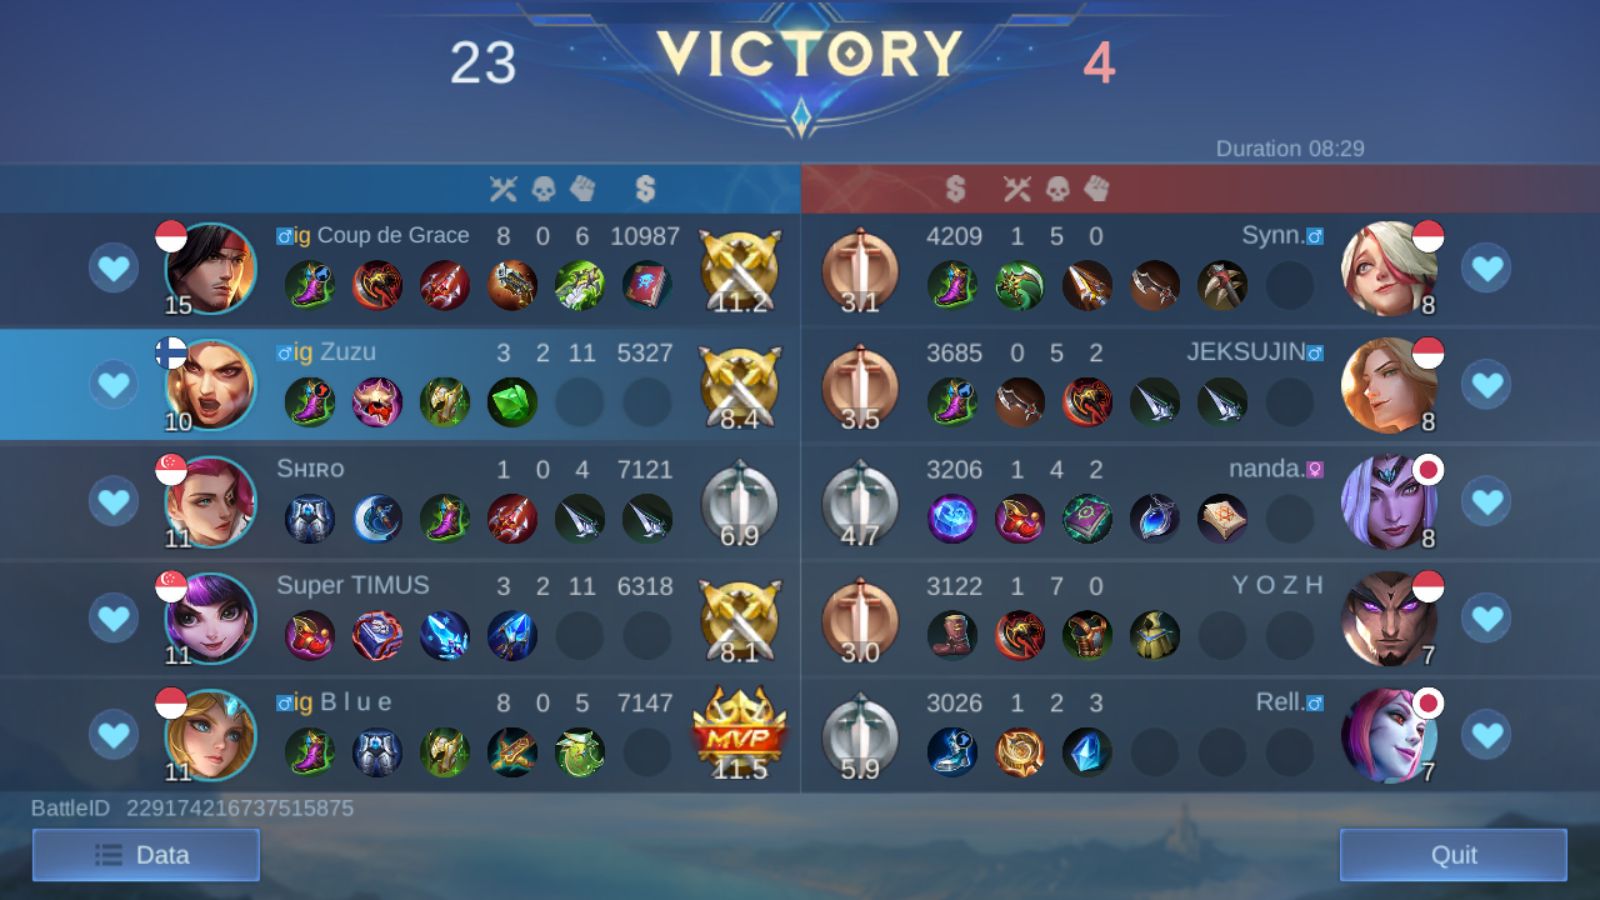 23 VICTORY 4
Duration 08:29
ig Coup de Grace 8 0 6 10987
15 11.2
4209 1 5 0 Synn.
3.1 8
ig Zuzu 3 2 11 5327
10 8.4
3685 0 5 2 JEKSUJIN
3.5 8
Shiro 1 0 4 7121
11 6.9
3206 1 4 2 nanda.
4.7 8
Super TIMUS 3 2 11 6318
11 8.1
3122 1 7 0 Y O Z H
3.0 7
ig B l u e 8 0 5 7147
11 MVP 11.5
3026 1 2 3 Rell.
5.9 7
BattleID 229174216737515875
Data
Quit